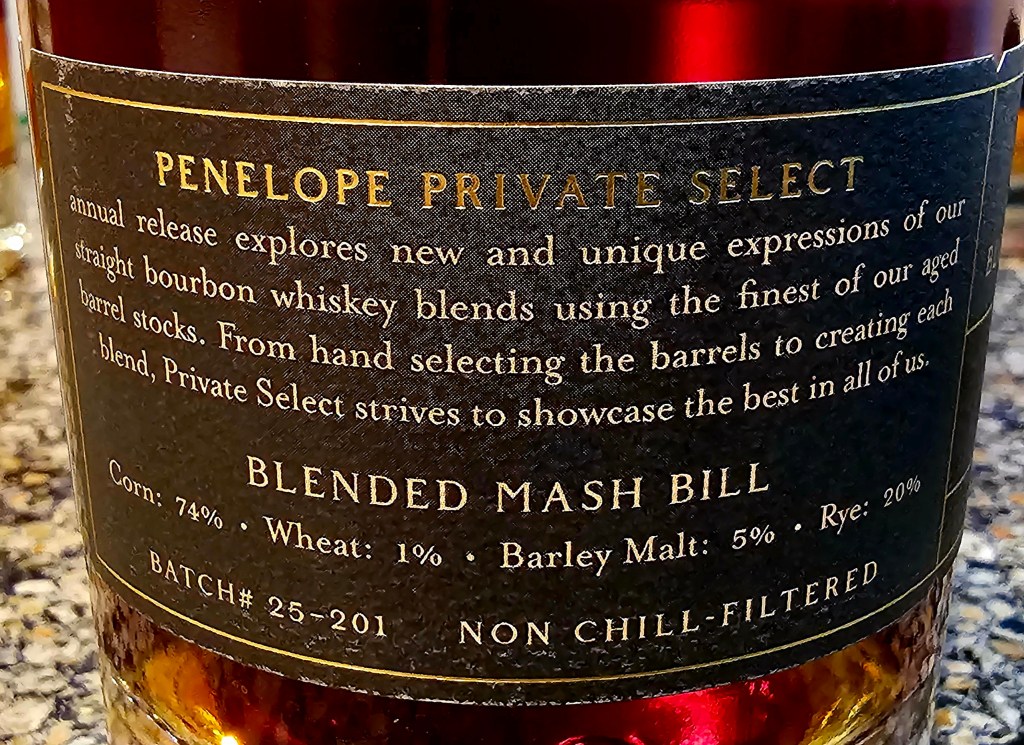 PENELOPE PRIVATE SELECT
annual release explores new and unique expressions of our
straight bourbon whiskey blends using the finest of our aged
barrel stocks. From hand selecting the barrels to creating each
blend, Private Select strives to showcase the best in all of us.
BLENDED MASH BILL
Corn: 74% • Wheat: 1% • Barley Malt: 5% • Rye: 20%
BATCH# 25-201 NON CHILL-FILTERED